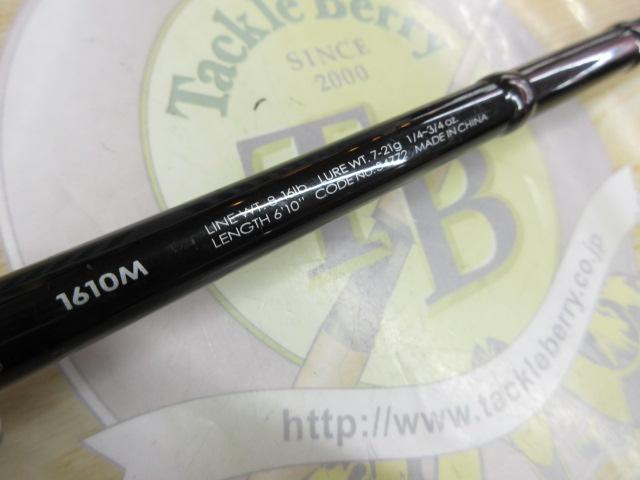 Tackle Berry
SINCE
2000
TB
LINE WT. 8-16lb LURE WT. 7-21g 1/4-3/4 oz.
LENGTH 6'10" CODE NO. 84772 MADE IN CHINA
1610M
http://www.tackleberry.co.jp